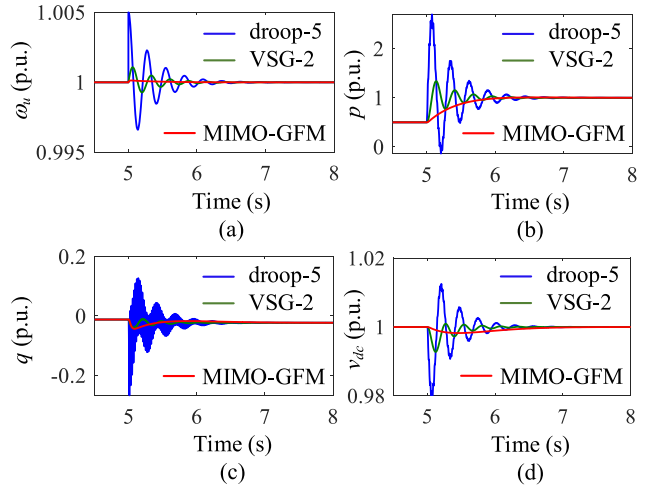 1.005
1
0.995
ωu (p.u.)
droop-5
VSG-2
MIMO-GFM
5 6 7 8
Time (s)
(a)
2
1
0
p (p.u.)
droop-5
VSG-2
MIMO-GFM
5 6 7 8
Time (s)
(b)
0.2
0
-0.2
q (p.u.)
droop-5
VSG-2
MIMO-GFM
5 6 7 8
Time (s)
(c)
1.02
1
0.98
vdc (p.u.)
droop-5
VSG-2
MIMO-GFM
5 6 7 8
Time (s)
(d)